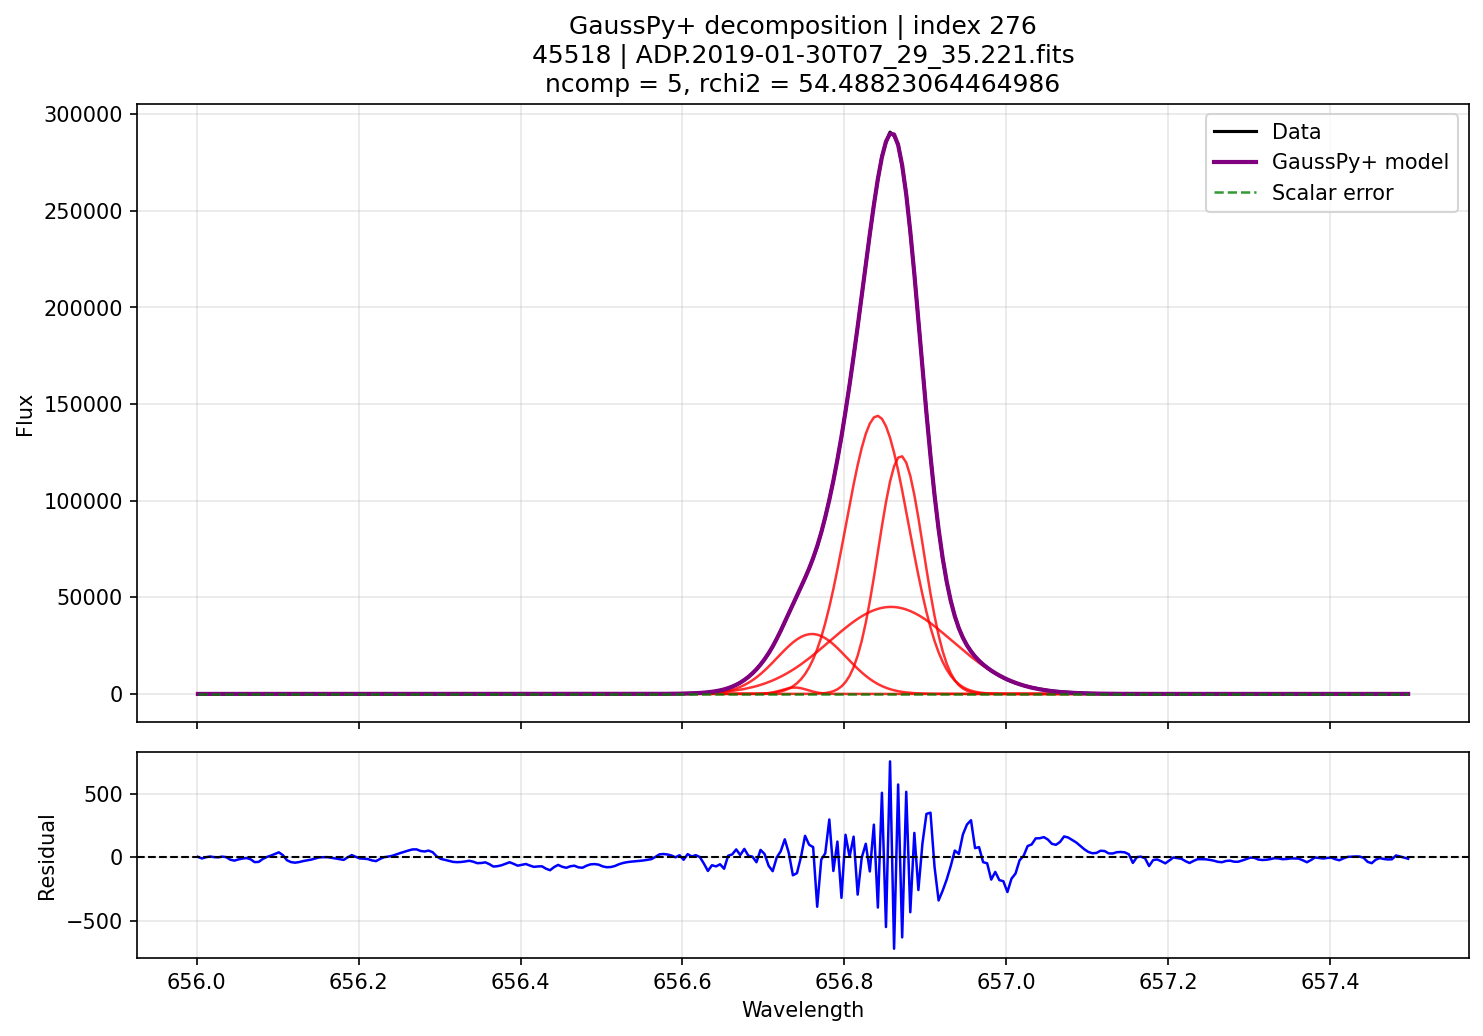 GaussPy+ decomposition | index 276
45518 | ADP.2019-01-30T07_29_35.221.fits
ncomp = 5, rchi2 = 54.48823064464986
300000
250000
200000
150000
100000
50000
0
Flux
Data
GaussPy+ model
Scalar error
500
0
−500
Residual
656.0
656.2
656.4
656.6
656.8
657.0
657.2
657.4
Wavelength